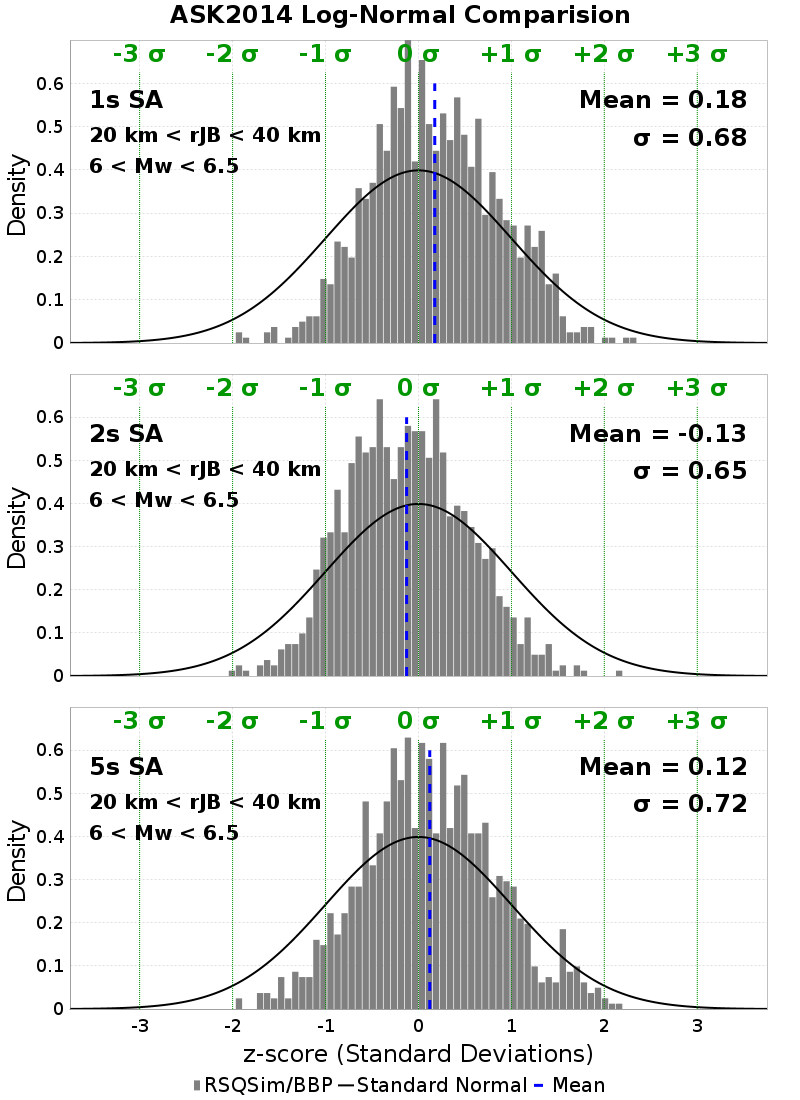 ASK2014 Log-Normal Comparision
-3 σ -2 σ -1 σ 0 σ +1 σ +2 σ +3 σ
1s SA Mean = 0.18
20 km < rJB < 40 km σ = 0.68
6 < Mw < 6.5
Density
0.6
0.5
0.4
0.3
0.2
0.1
0
-3 σ -2 σ -1 σ 0 σ +1 σ +2 σ +3 σ
2s SA Mean = -0.13
20 km < rJB < 40 km σ = 0.65
6 < Mw < 6.5
Density
0.6
0.5
0.4
0.3
0.2
0.1
0
-3 σ -2 σ -1 σ 0 σ +1 σ +2 σ +3 σ
5s SA Mean = 0.12
20 km < rJB < 40 km σ = 0.72
6 < Mw < 6.5
Density
0.6
0.5
0.4
0.3
0.2
0.1
0
-3 -2 -1 0 1 2 3
z-score (Standard Deviations)
RSQSim/BBP Standard Normal Mean